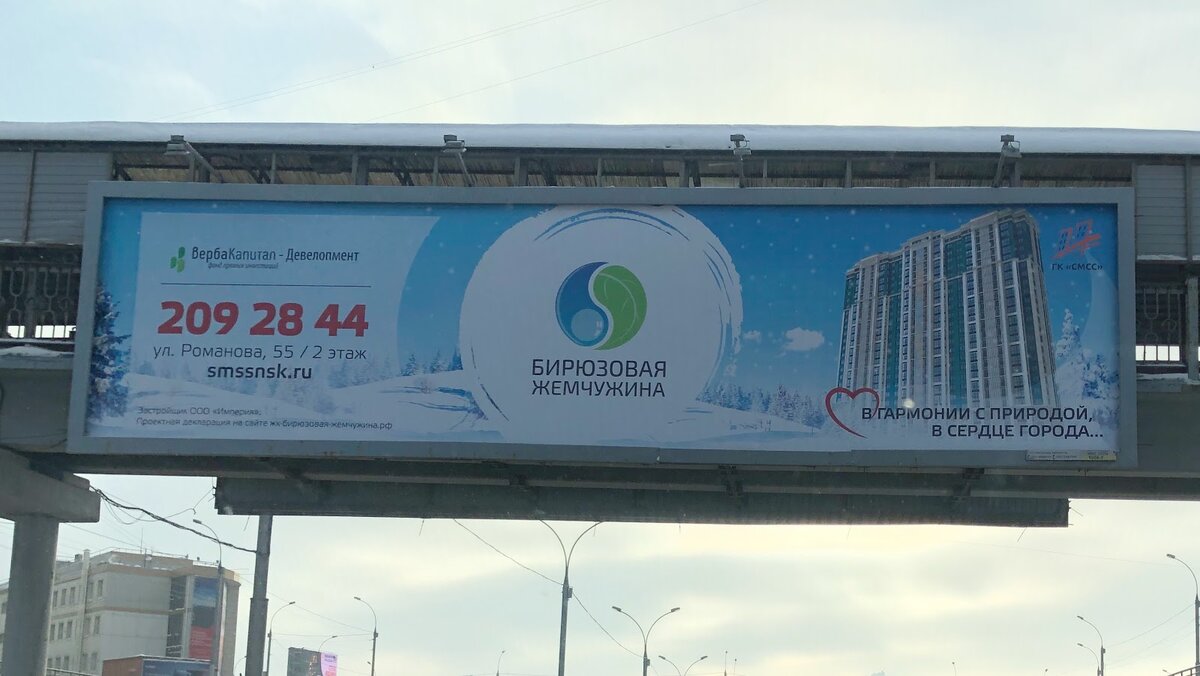 ВербаКапитал - Девелопмент
фонд прямых инвестиций
209 28 44
ул. Романова, 55 / 2 этаж
smssnsk.ru
Застройщик ООО «Империя»;
Проектная декларация на сайте жк-бирюзовая-жемчужина.рф
БИРЮЗОВАЯ
ЖЕМЧУЖИНА
ГК «СМСС»
В ГАРМОНИИ С ПРИРОДОЙ,
В СЕРДЦЕ ГОРОДА...